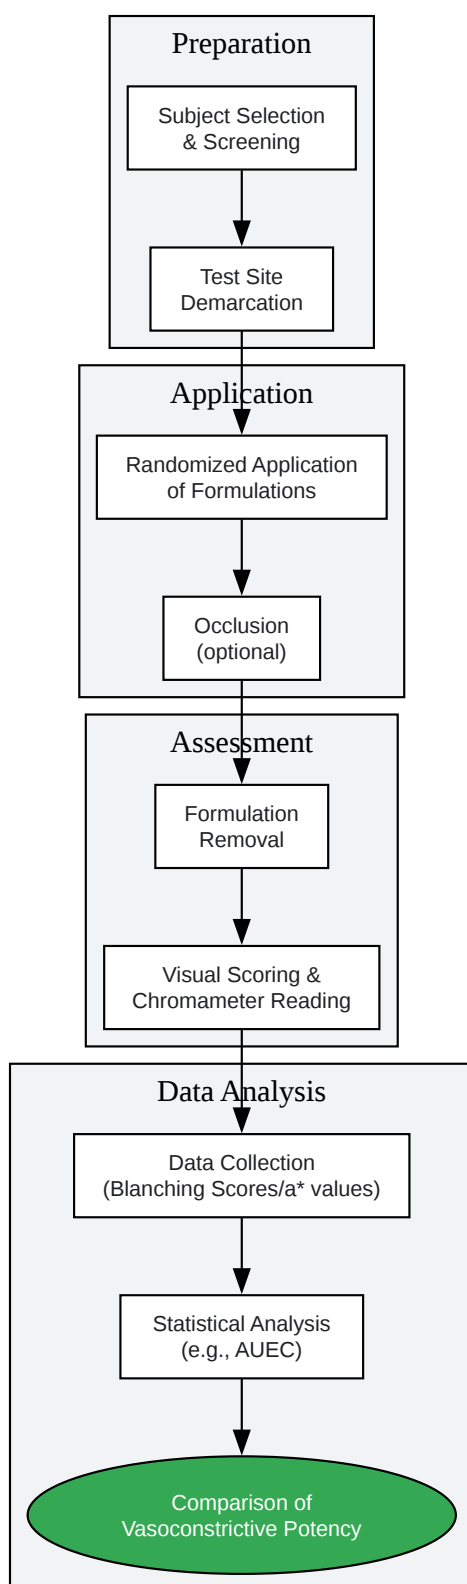 Preparation
Subject Selection
& Screening
Test Site
Demarcation
Application
Randomized Application
of Formulations
Occlusion
(optional)
Assessment
Formulation
Removal
Visual Scoring &
Chromameter Reading
Data Analysis
Data Collection
(Blanching Scores/a* values)
Statistical Analysis
(e.g., AUEC)
Comparison of
Vasoconstrictive Potency